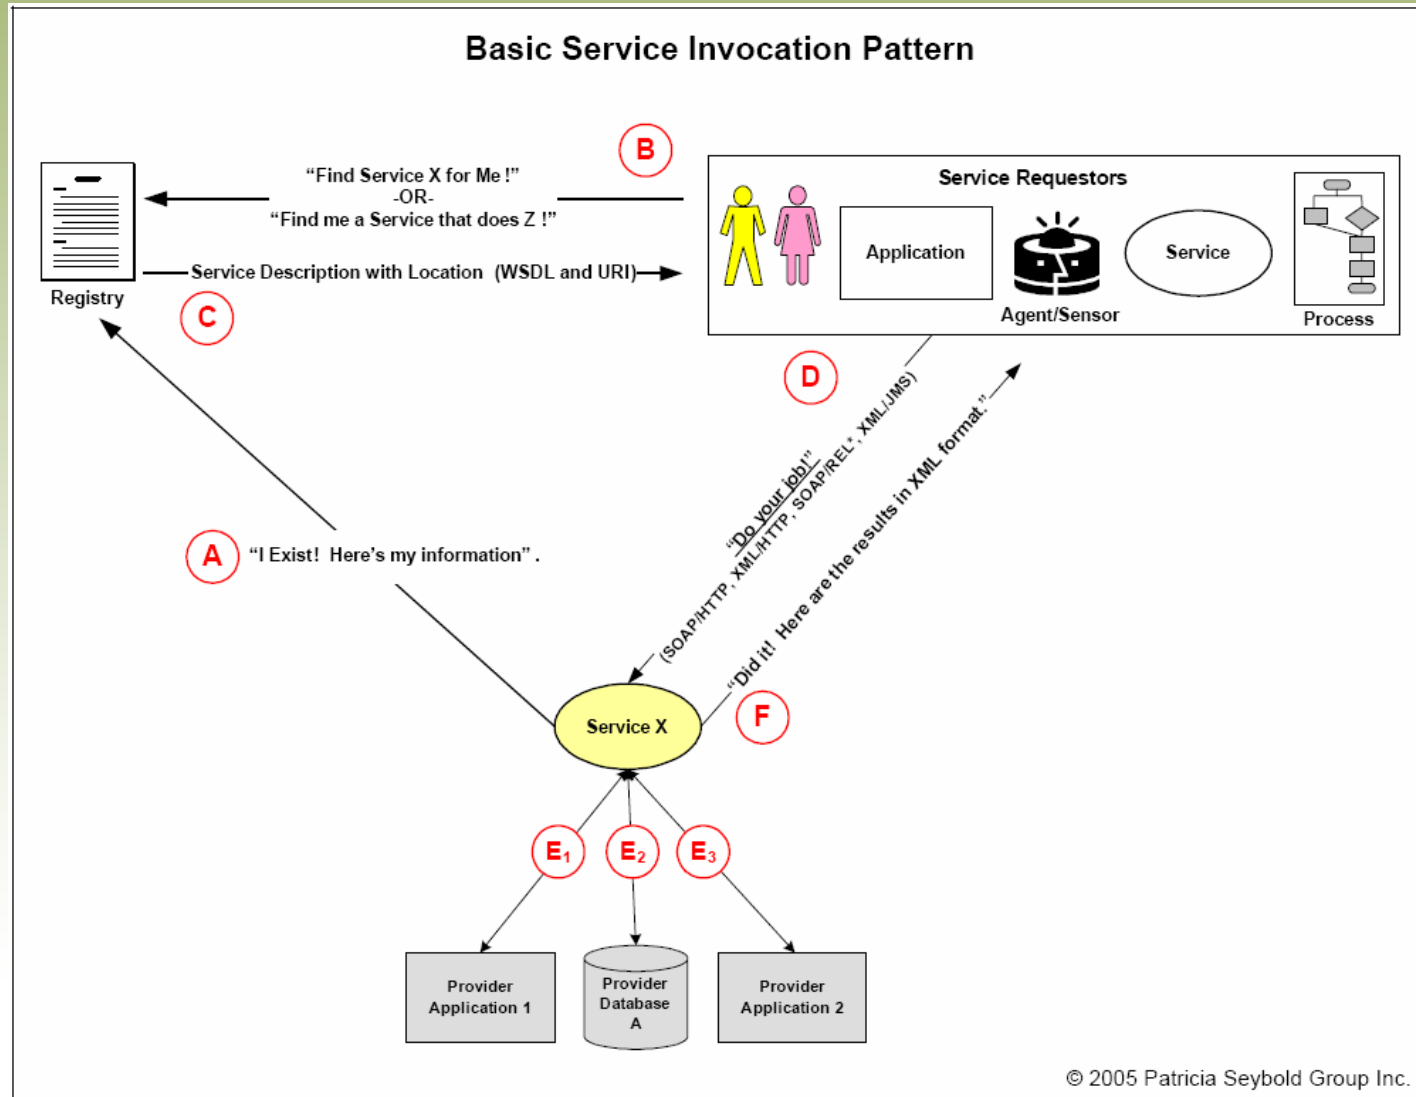 Basic Service Invocation Pattern
B
“Find Service X for Me !”
-OR-
“Find me a Service that does Z !”
Service Description with Location (WSDL and URI)
Registry
C
Service Requestors
Application
Agent/Sensor
Service
Process
D
“Do your job!”
(SOAP/HTTP, XML/HTTP, SOAP/REL*, XML/JMS)
“Did it! Here are the results in XML format.”
A
“I Exist! Here’s my information” .
Service X
F
E1
E2
E3
Provider
Application 1
Provider
Database
A
Provider
Application 2
© 2005 Patricia Seybold Group Inc.